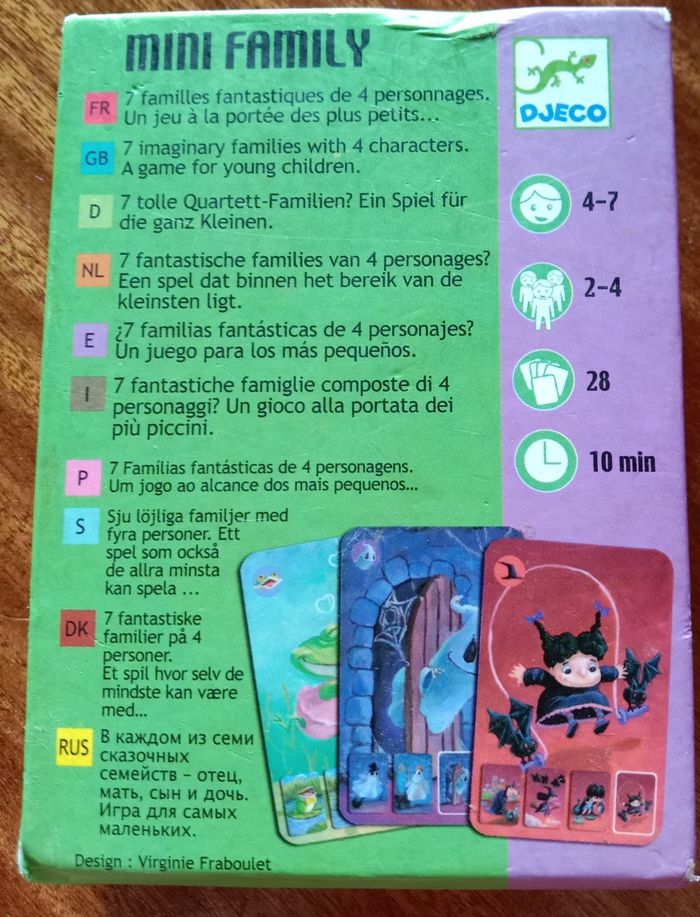 MINI FAMILY
DJECO
FR
7 familles fantastiques de 4 personnages.
Un jeu à la portée des plus petits...
GB
7 imaginary families with 4 characters.
A game for young children.
D
7 tolle Quartett-Familien? Ein Spiel für
die ganz Kleinen.
NL
7 fantastische families van 4 personages?
Een spel dat binnen het bereik van de
kleinsten ligt.
E
¿7 familias fantásticas de 4 personajes?
Un juego para los más pequeños.
I
7 fantastiche famiglie composte di 4
personaggi? Un gioco alla portata dei
più piccini.
P
7 Famílias fantásticas de 4 personagens.
Um jogo ao alcance dos mais pequenos...
S
Sju löjliga familjer med
fyra personer. Ett
spel som också
de allra minsta
kan spela ...
DK
7 fantastiske
familier på 4
personer.
Et spil hvor selv de
mindste kan være
med...
RUS
В каждом из семи
сказочных
семейств – отец,
мать, сын и дочь.
Игра для самых
маленьких.
Design : Virginie Fraboulet
4-7
2-4
28
10 min